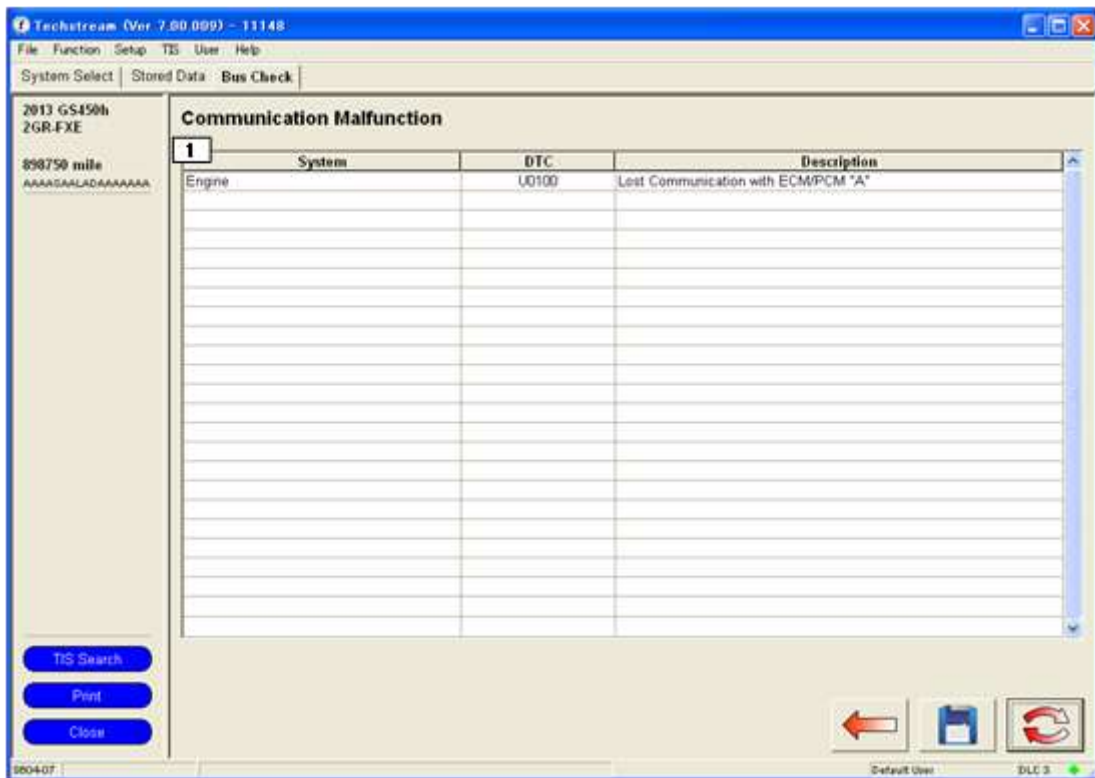 Techstream (Ver 7.00.009) - 11148
File Function Setup TIS User Help
System Select Stored Data Bus Check
2013 GS450h
2GR-FXE
898750 mile
Communication Malfunction
1
System DTC Description
Engine U0100 Lost Communication with ECM/PCM "A"
TIS Search
Print
Close
S604-07 Default User DLC 3